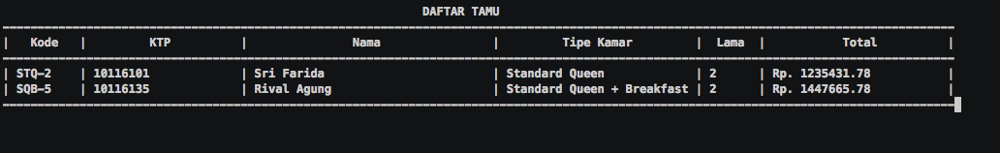 DAFTAR TAMU
| Kode | KTP | Nama | Tipe Kamar | Lama | Total |
| STQ-2 | 10116101 | Sri Farida | Standard Queen | 2 | Rp. 1235431.78 |
| SQB-5 | 10116135 | Rival Agung | Standard Queen + Breakfast | 2 | Rp. 1447665.78 |